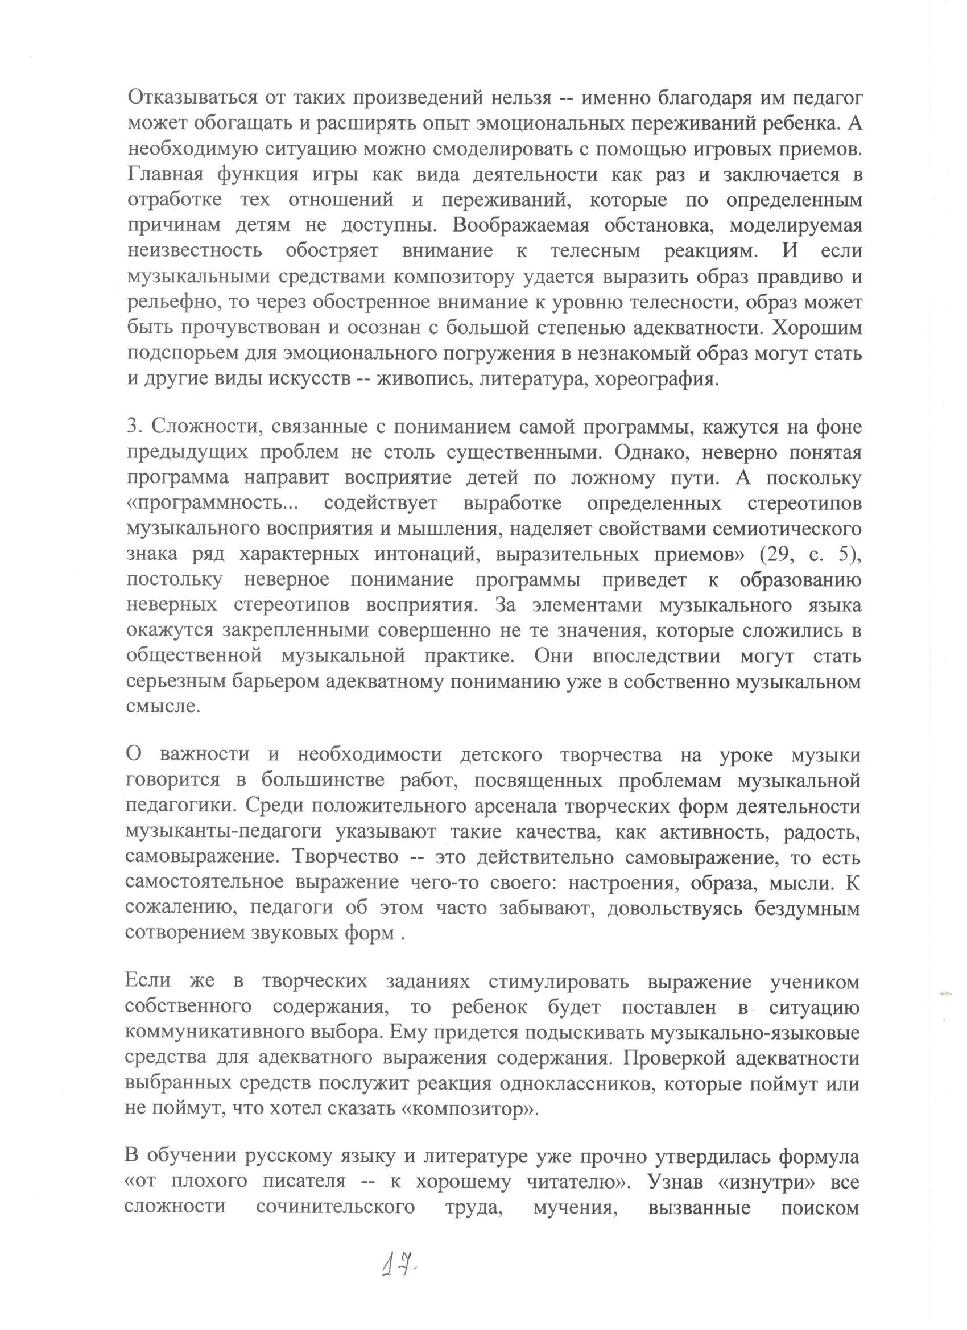 Отказываться от таких произведений нельзя -- именно благодаря им педагог
может обогащать и расширять опыт эмоциональных переживаний ребенка. А
необходимую ситуацию можно смоделировать с помощью игровых приемов.
Главная функция игры как вида деятельности как раз и заключается в
отработке тех отношений и переживаний, которые по определенным
причинам детям не доступны. Воображаемая обстановка, моделируемая
неизвестность обостряет внимание к телесным реакциям. И если
музыкальными средствами композитору удается выразить образ правдиво и
рельефно, то через обостренное внимание к уровню телесности, образ может
быть прочувствован и осознан с большой степенью адекватности. Хорошим
подспорьем для эмоционального погружения в незнакомый образ могут стать
и другие виды искусств -- живопись, литература, хореография.
3. Сложности, связанные с пониманием самой программы, кажутся на фоне
предыдущих проблем не столь существенными. Однако, неверно понятая
программа направит восприятие детей по ложному пути. А поскольку
«программность... содействует выработке определенных стереотипов
музыкального восприятия и мышления, наделяет свойствами семиотического
знака ряд характерных интонаций, выразительных приемов» (29, с. 5),
постольку неверное понимание программы приведет к образованию
неверных стереотипов восприятия. За элементами музыкального языка
окажутся закрепленными совершенно не те значения, которые сложились в
общественной музыкальной практике. Они впоследствии могут стать
серьезным барьером адекватному пониманию уже в собственно музыкальном
смысле.
О важности и необходимости детского творчества на уроке музыки
говорится в большинстве работ, посвященных проблемам музыкальной
педагогики. Среди положительного арсенала творческих форм деятельности
музыканты-педагоги указывают такие качества, как активность, радость,
самовыражение. Творчество -- это действительно самовыражение, то есть
самостоятельное выражение чего-то своего: настроения, образа, мысли. К
сожалению, педагоги об этом часто забывают, довольствуясь бездумным
сотворением звуковых форм .
Если же в творческих заданиях стимулировать выражение учеником
собственного содержания, то ребенок будет поставлен в ситуацию
коммуникативного выбора. Ему придется подыскивать музыкально-языковые
средства для адекватного выражения содержания. Проверкой адекватности
выбранных средств послужит реакция одноклассников, которые поймут или
не поймут, что хотел сказать «композитор».
В обучении русскому языку и литературе уже прочно утвердилась формула
«от плохого писателя -- к хорошему читателю». Узнав «изнутри» все
сложности сочинительского труда, мучения, вызванные поиском
17.